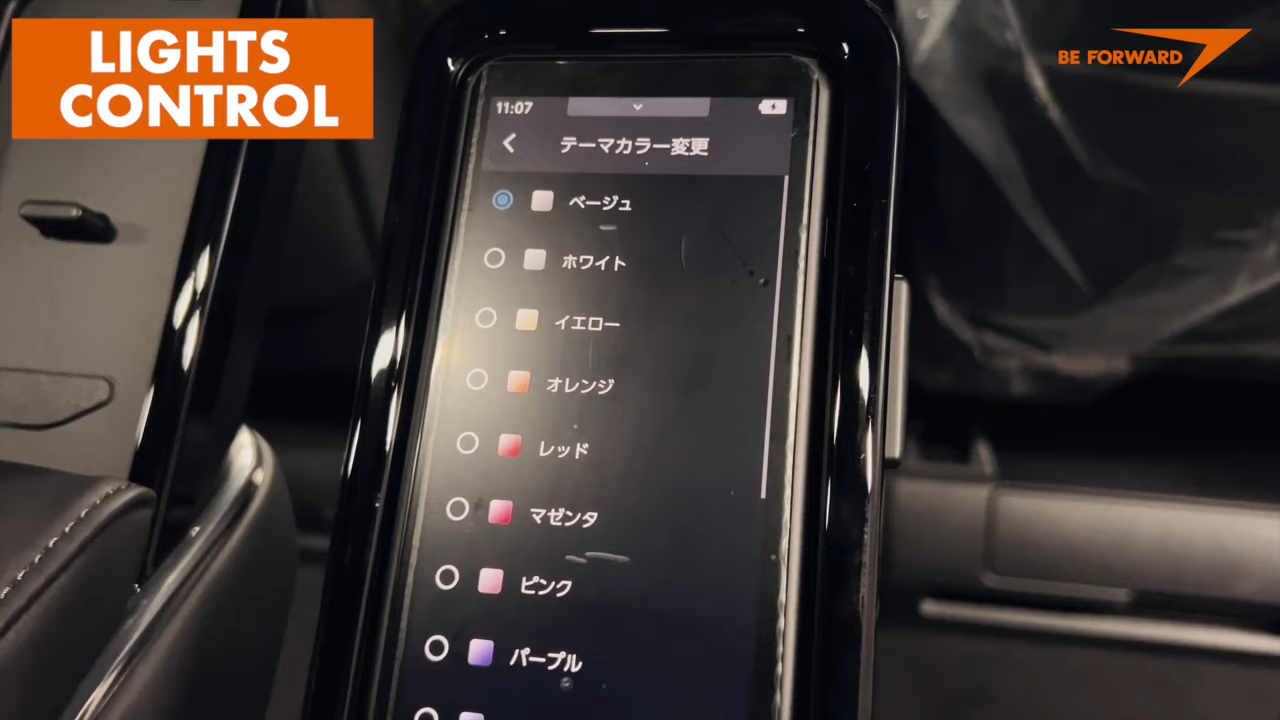 LIGHTS
CONTROL
BE FORWARD
11:07
テーマカラー変更
ベージュ
ホワイト
イエロー
オレンジ
レッド
マゼンタ
ピンク
パープル